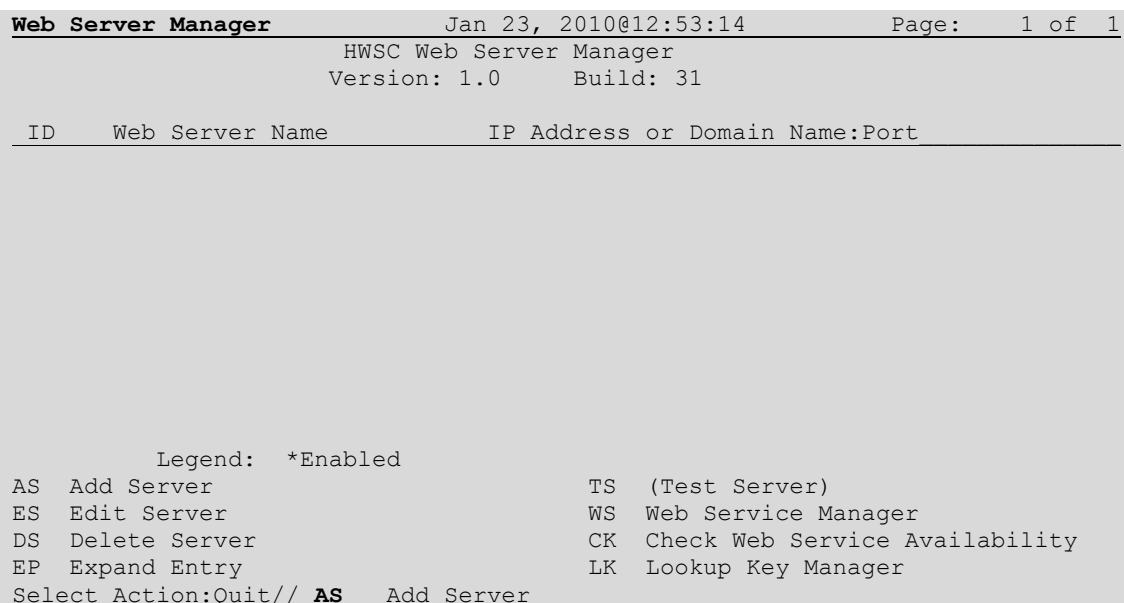 Web Server Manager Jan 23, 2010@12:53:14 Page: 1 of 1
HWSC Web Server Manager
Version: 1.0 Build: 31
ID Web Server Name IP Address or Domain Name:Port
Legend: *Enabled
AS Add Server TS (Test Server)
ES Edit Server WS Web Service Manager
DS Delete Server CK Check Web Service Availability
EP Expand Entry LK Lookup Key Manager
Select Action:Quit// AS Add Server